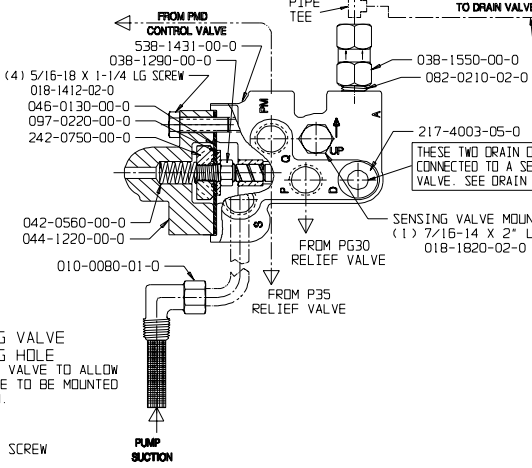 FROM PMD
CONTROL VALVE
PIPE
TEE
TO DRAIN VALVE
538-1431-00-0
038-1290-00-0
(4) 5/16-18 X 1-1/4 LG SCREW
018-1412-02-0
046-0130-00-0
097-0220-00-0
242-0750-00-0
038-1550-00-0
082-0210-02-0
PM
A
Q
UP
P
D
S
217-4003-05-0
THESE TWO DRAIN
CONNECTED TO A SE
VALVE. SEE DRAIN
042-0560-00-0
044-1220-00-0
SENSING VALVE MOUN
(1) 7/16-14 X 2" L
018-1820-02-0
FROM PG30
RELIEF VALVE
010-0080-01-0
FROM P35
RELIEF VALVE
G VALVE
G HOLE
VALVE TO ALLOW
E TO BE MOUNTED
SCREW
PUMP
SUCTION